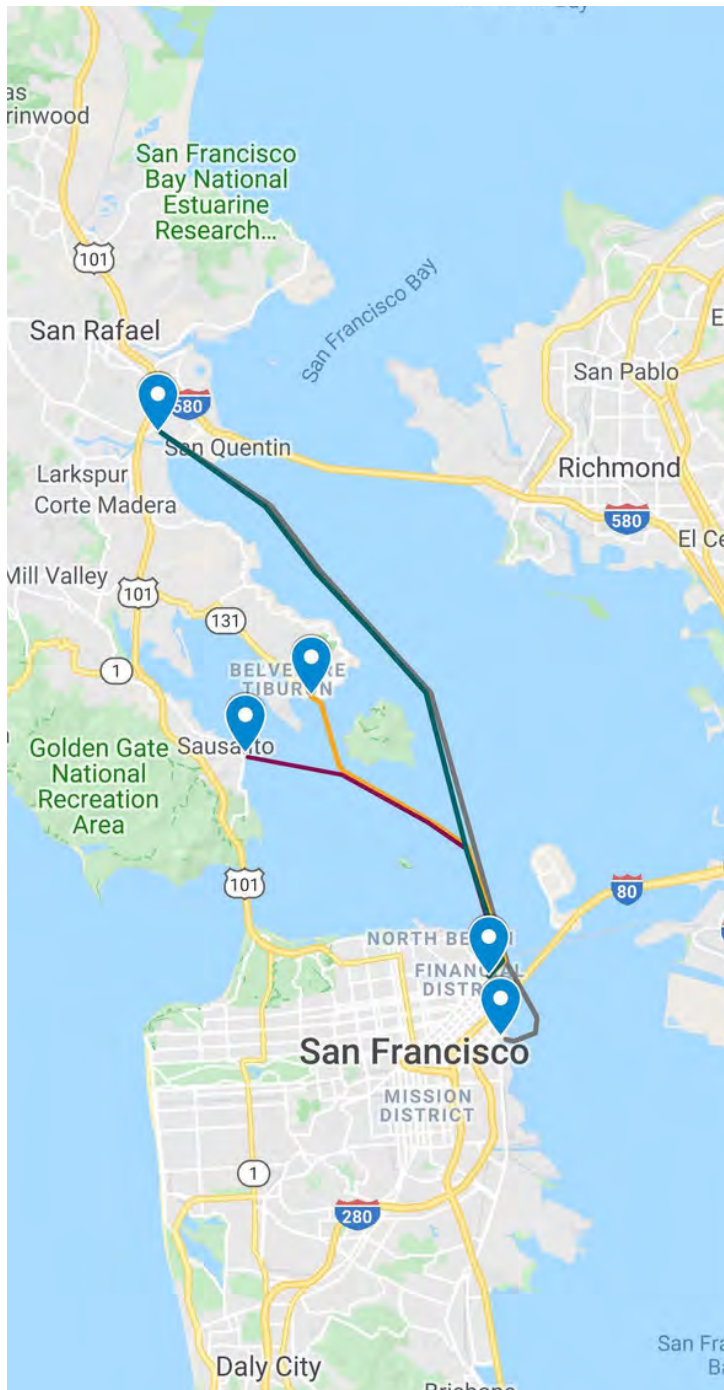 Bay
as
rinwood
San Francisco
Bay National
Estuarine
Research...
101
San Francisco Bay
San Rafael
E
San Pablo
580
San Quentin
Richmond
Larkspur
Corte Madera
580
El Ce
Mill Valley
101
131
1
BELVEDERE
TIBURON
Sausalito
Golden Gate
National
Recreation
Area
101
80
NORTH BEACH
FINANCIAL
DISTRICT
San Francisco
MISSION
DISTRICT
1
280
San Fra
Ba
Daly City
Brisbane